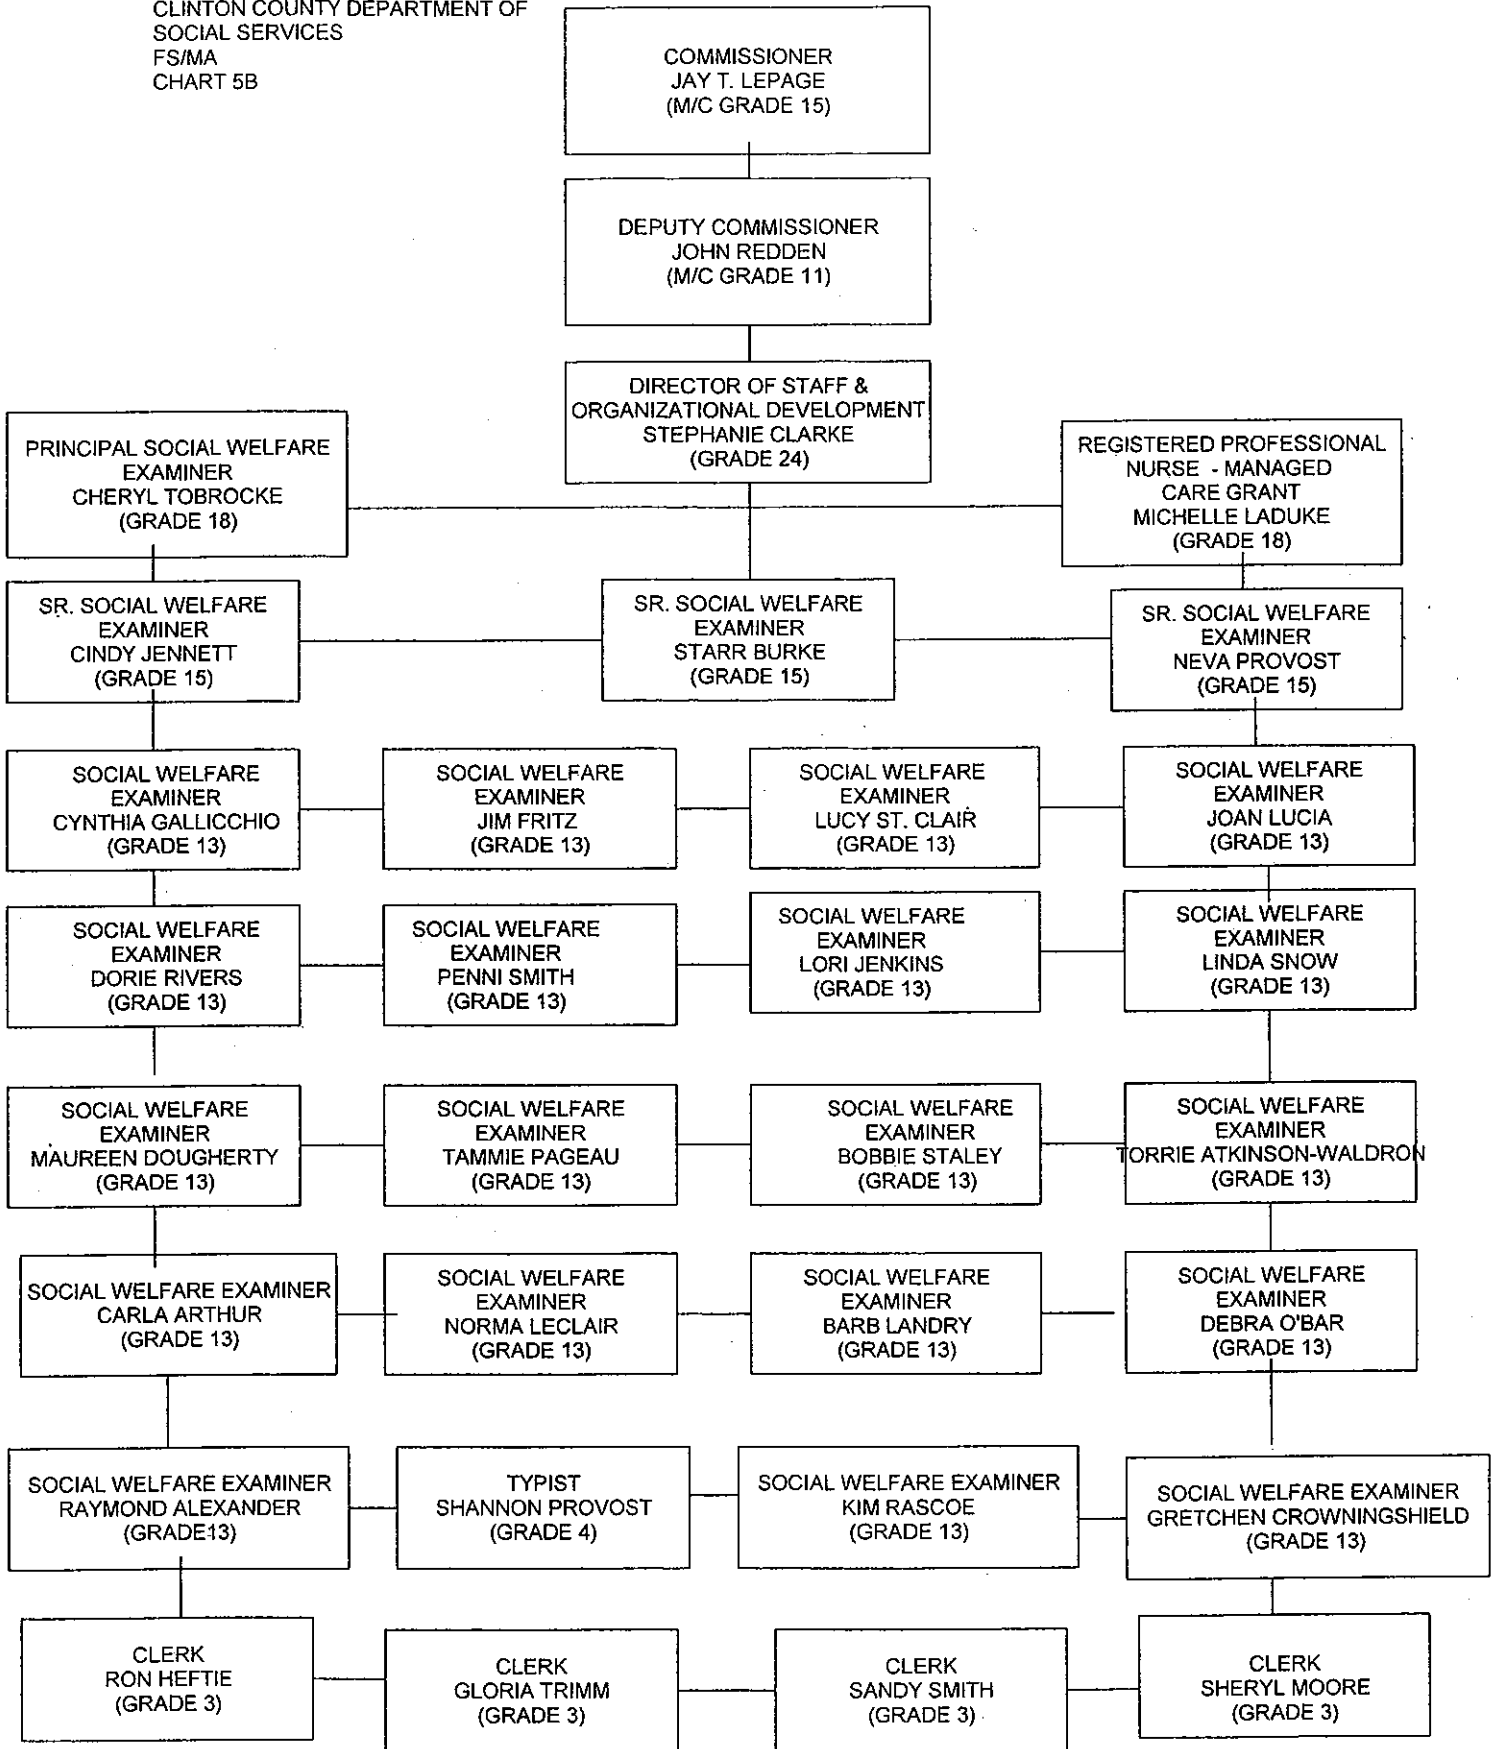 CLINTON COUNTY DEPARTMENT OF
SOCIAL SERVICES
FS/MA
CHART 5B
COMMISSIONER
JAY T. LEPAGE
(M/C GRADE 15)
DEPUTY COMMISSIONER
JOHN REDDEN
(M/C GRADE 11)
DIRECTOR OF STAFF &
ORGANIZATIONAL DEVELOPMENT
STEPHANIE CLARKE
(GRADE 24)
PRINCIPAL SOCIAL WELFARE
EXAMINER
CHERYL TOBROCKE
(GRADE 18)
REGISTERED PROFESSIONAL
NURSE - MANAGED
CARE GRANT
MICHELLE LADUKE
(GRADE 18)
SR. SOCIAL WELFARE
EXAMINER
CINDY JENNETT
(GRADE 15)
SR. SOCIAL WELFARE
EXAMINER
STARR BURKE
(GRADE 15)
SR. SOCIAL WELFARE
EXAMINER
NEVA PROVOST
(GRADE 15)
SOCIAL WELFARE
EXAMINER
CYNTHIA GALLICCHIO
(GRADE 13)
SOCIAL WELFARE
EXAMINER
JIM FRITZ
(GRADE 13)
SOCIAL WELFARE
EXAMINER
LUCY ST. CLAIR
(GRADE 13)
SOCIAL WELFARE
EXAMINER
JOAN LUCIA
(GRADE 13)
SOCIAL WELFARE
EXAMINER
DORIE RIVERS
(GRADE 13)
SOCIAL WELFARE
EXAMINER
PENNI SMITH
(GRADE 13)
SOCIAL WELFARE
EXAMINER
LORI JENKINS
(GRADE 13)
SOCIAL WELFARE
EXAMINER
LINDA SNOW
(GRADE 13)
SOCIAL WELFARE
EXAMINER
MAUREEN DOUGHERTY
(GRADE 13)
SOCIAL WELFARE
EXAMINER
TAMMIE PAGEAU
(GRADE 13)
SOCIAL WELFARE
EXAMINER
BOBBIE STALEY
(GRADE 13)
SOCIAL WELFARE
EXAMINER
TORRIE ATKINSON-WALDRON
(GRADE 13)
SOCIAL WELFARE EXAMINER
CARLA ARTHUR
(GRADE 13)
SOCIAL WELFARE
EXAMINER
NORMA LECLAIR
(GRADE 13)
SOCIAL WELFARE
EXAMINER
BARB LANDRY
(GRADE 13)
SOCIAL WELFARE
EXAMINER
DEBRA O'BAR
(GRADE 13)
SOCIAL WELFARE EXAMINER
RAYMOND ALEXANDER
(GRADE13)
TYPIST
SHANNON PROVOST
(GRADE 4)
SOCIAL WELFARE EXAMINER
KIM RASCOE
(GRADE 13)
SOCIAL WELFARE EXAMINER
GRETCHEN CROWNINGSHIELD
(GRADE 13)
CLERK
RON HEFTIE
(GRADE 3)
CLERK
GLORIA TRIMM
(GRADE 3)
CLERK
SANDY SMITH
(GRADE 3)
CLERK
SHERYL MOORE
(GRADE 3)